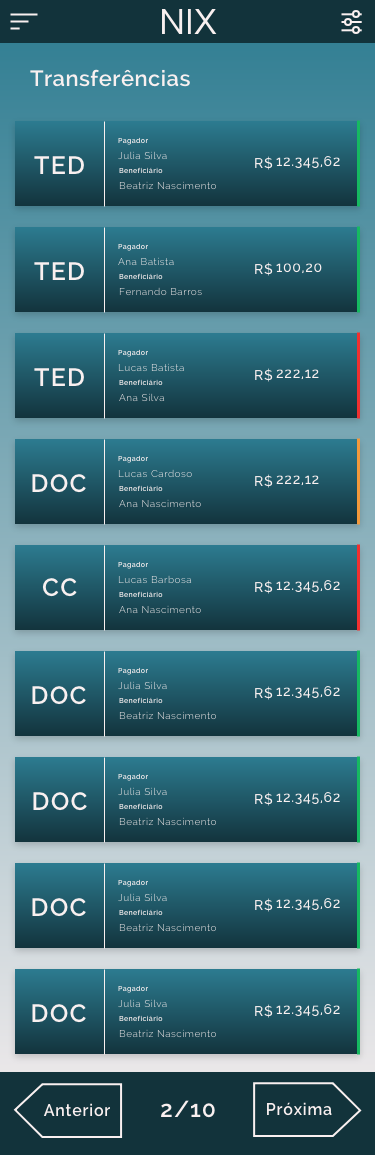 NIX
Transferências
TED
Pagador
Julia Silva
Beneficiário
Beatriz Nascimento
R$ 12.345,62
TED
Pagador
Ana Batista
Beneficiário
Fernando Barros
R$ 100,20
TED
Pagador
Lucas Batista
Beneficiário
Ana Silva
R$ 222,12
DOC
Pagador
Lucas Cardoso
Beneficiário
Ana Nascimento
R$ 222,12
CC
Pagador
Lucas Barbosa
Beneficiário
Ana Nascimento
R$ 12.345,62
DOC
Pagador
Julia Silva
Beneficiário
Beatriz Nascimento
R$ 12.345,62
DOC
Pagador
Julia Silva
Beneficiário
Beatriz Nascimento
R$ 12.345,62
DOC
Pagador
Julia Silva
Beneficiário
Beatriz Nascimento
R$ 12.345,62
DOC
Pagador
Julia Silva
Beneficiário
Beatriz Nascimento
R$ 12.345,62
Anterior
2/10
Próxima